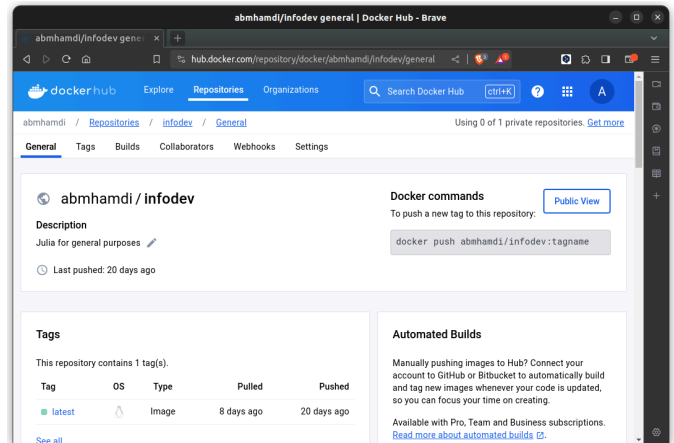 abmhamdi/infodev general | Docker Hub - Brave
abmhamdi/infodev gener
hub.docker.com/repository/docker/abmhamdi/infodev/general
dockerhub Explore Repositories Organizations Search Docker Hub ctrl+K ? A
abmhamdi / Repositories / infodev / General Using 0 of 1 private repositories. Get more
General Tags Builds Collaborators Webhooks Settings
abmhamdi / infodev
Description
Julia for general purposes
Last pushed: 20 days ago
Docker commands
To push a new tag to this repository:
Public View
docker push abmhamdi/infodev:tagname
Tags
This repository contains 1 tag(s).
Tag OS Type Pulled Pushed
latest Image 8 days ago 20 days ago
See all
Automated Builds
Manually pushing images to Hub? Connect your
account to GitHub or Bitbucket to automatically build
and tag new images whenever your code is updated,
so you can focus your time on creating.
Available with Pro, Team and Business subscriptions.
Read more about automated builds